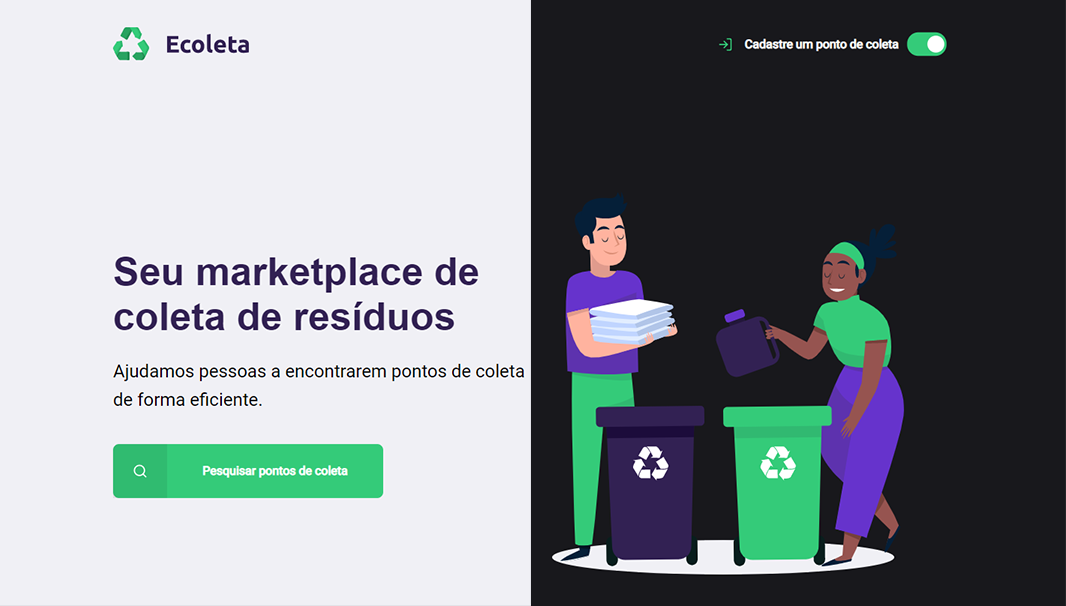 Ecoleta
Cadastre um ponto de coleta
Seu marketplace de
coleta de resíduos
Ajudamos pessoas a encontrarem pontos de coleta
de forma eficiente.
Pesquisar pontos de coleta